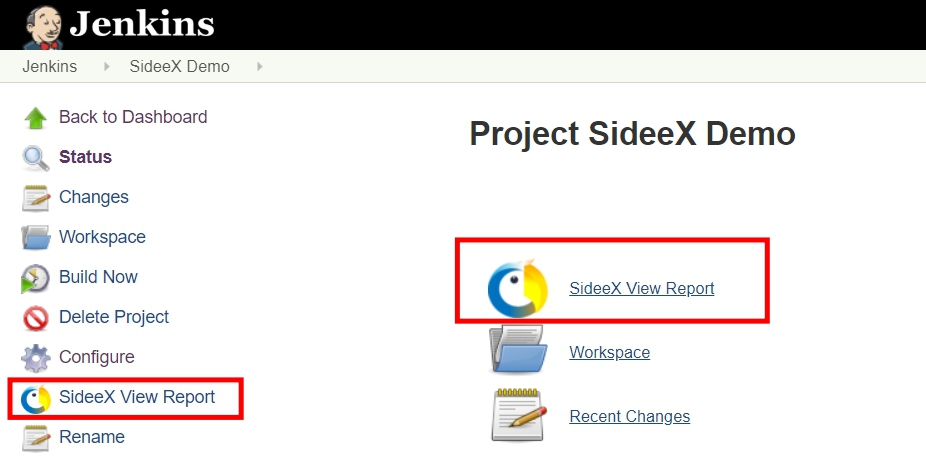 Jenkins
Jenkins SideeX Demo
Back to Dashboard
Status
Changes
Workspace
Build Now
Delete Project
Configure
SideeX View Report
Rename
Project SideeX Demo
SideeX View Report
Workspace
Recent Changes